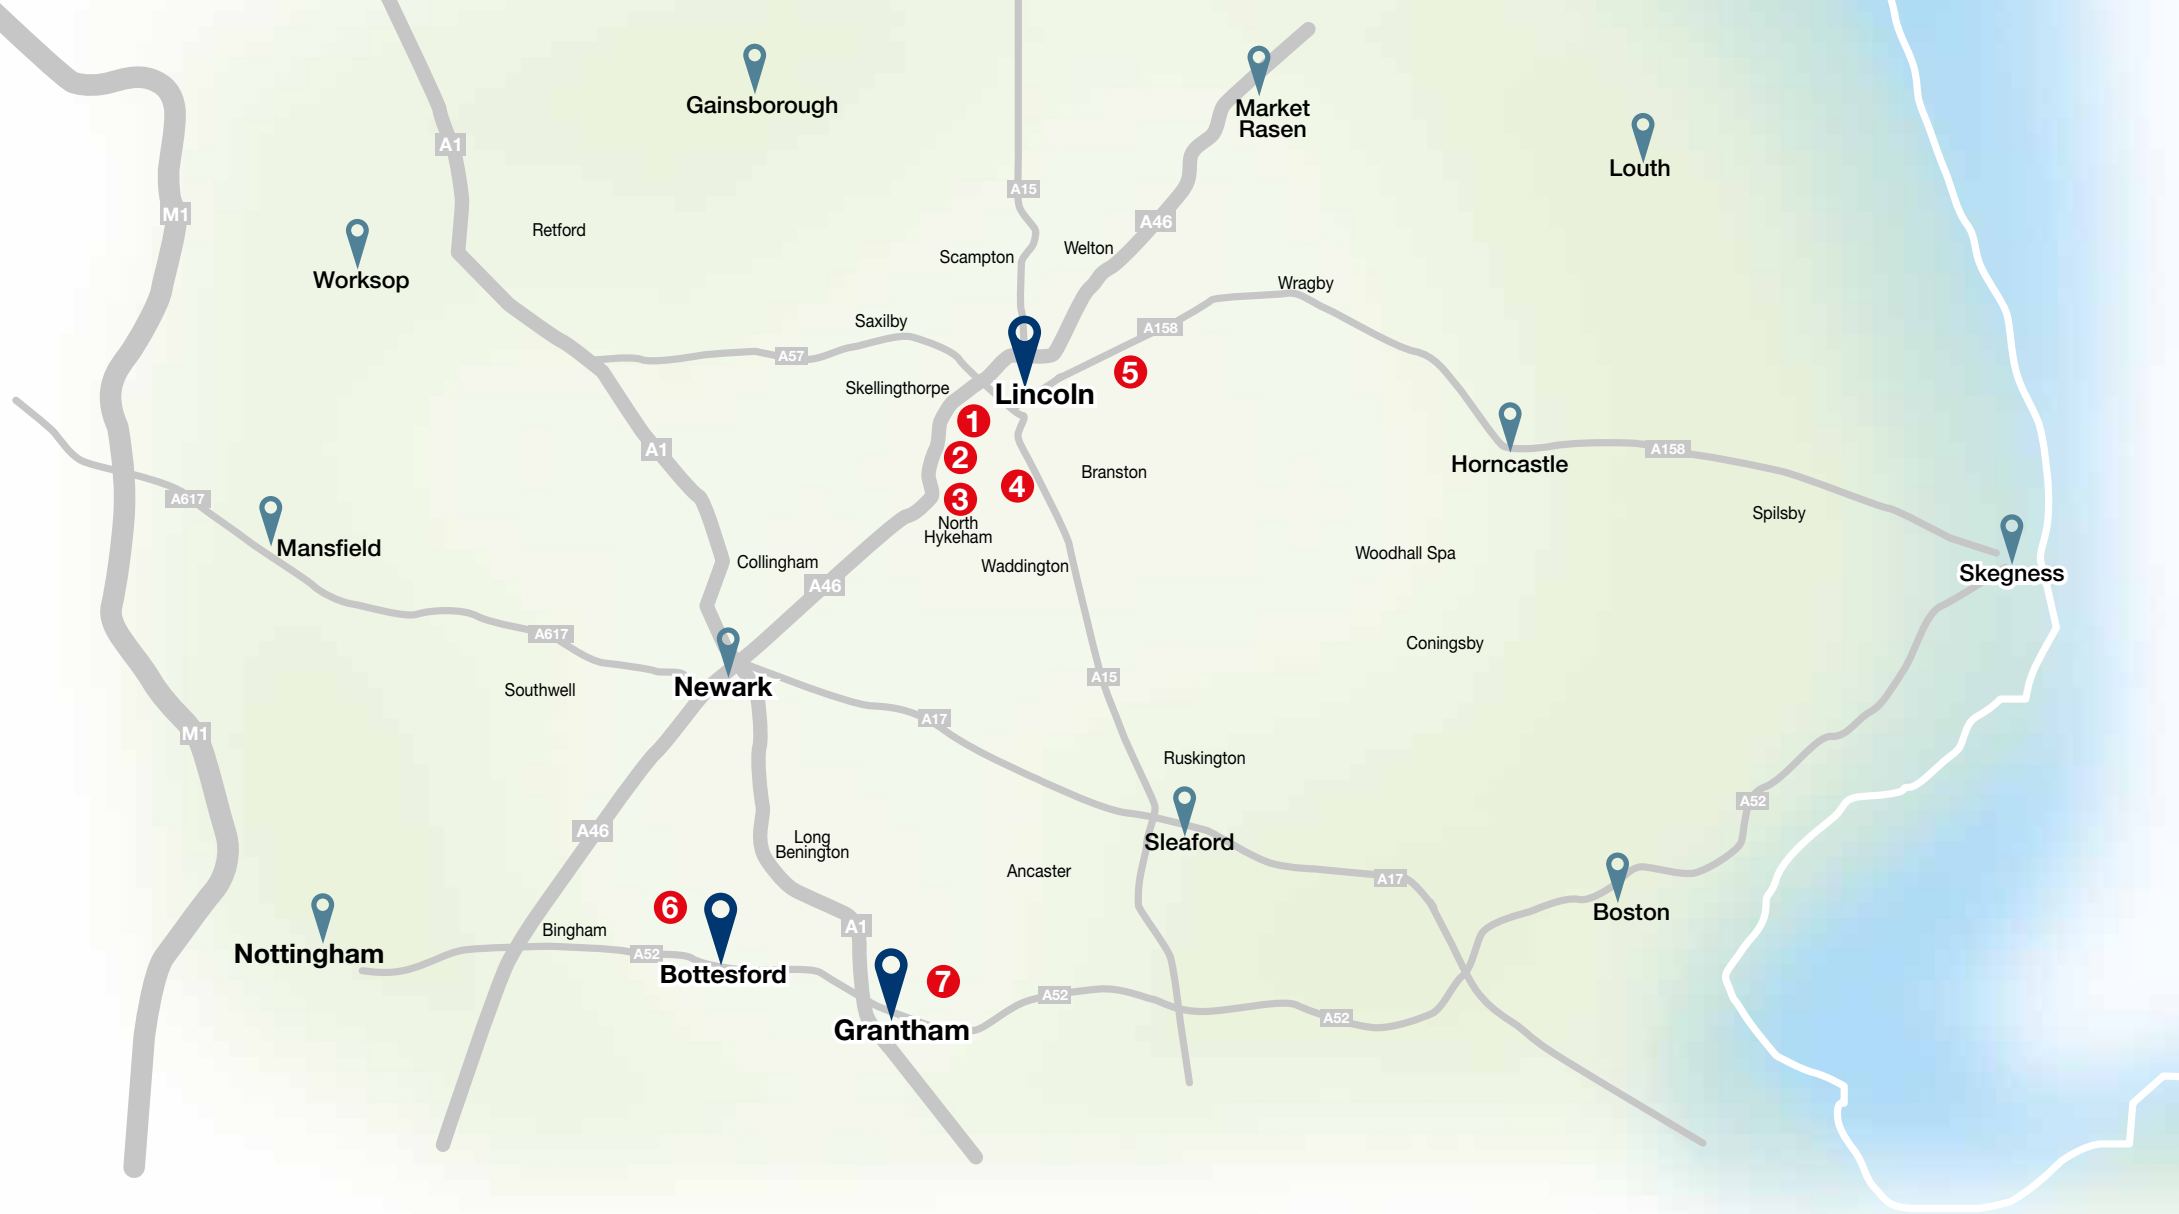 Gainsborough
Market
Rasen
A1
Louth
A15
M1
A46
Retford
Welton
Scampton
Worksop
Wragby
Saxilby
A158
A57
5
Skellingthorpe
Lincoln
1
A1
A158
2
Horncastle
Branston
4
A617
3
Spilsby
North
Hykeham
Mansfield
Woodhall Spa
Collingham
Waddington
Skegness
A46
A617
Coningsby
A15
Newark
Southwell
A17
M1
Ruskington
A52
A46
Long
Benington
Sleaford
Ancaster
A17
6
Boston
A1
Bingham
Nottingham
A52
Bottesford
7
A52
A52
Grantham